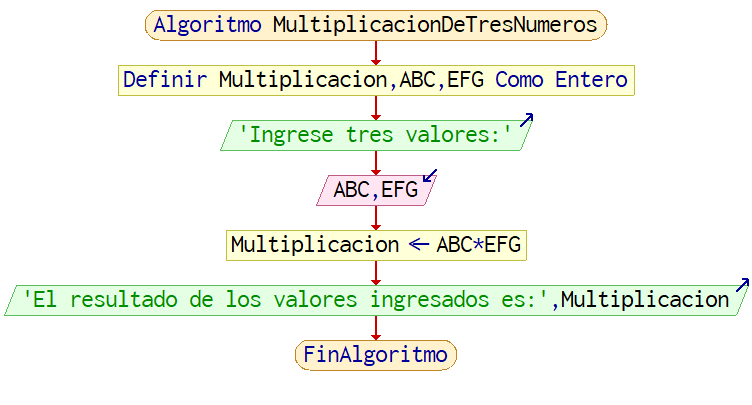 Algoritmo MultiplicacionDeTresNumeros
Definir Multiplicacion,ABC,EFG Como Entero
'Ingrese tres valores:'
ABC,EFG
Multiplicacion ← ABC*EFG
'El resultado de los valores ingresados es:',Multiplicacion
FinAlgoritmo